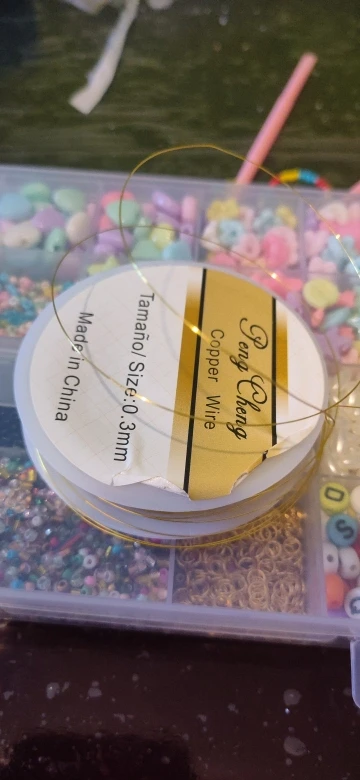 Peng Cheng
Copper Wire
Tamaño/ Size:0.3mm
Made in China
O
S